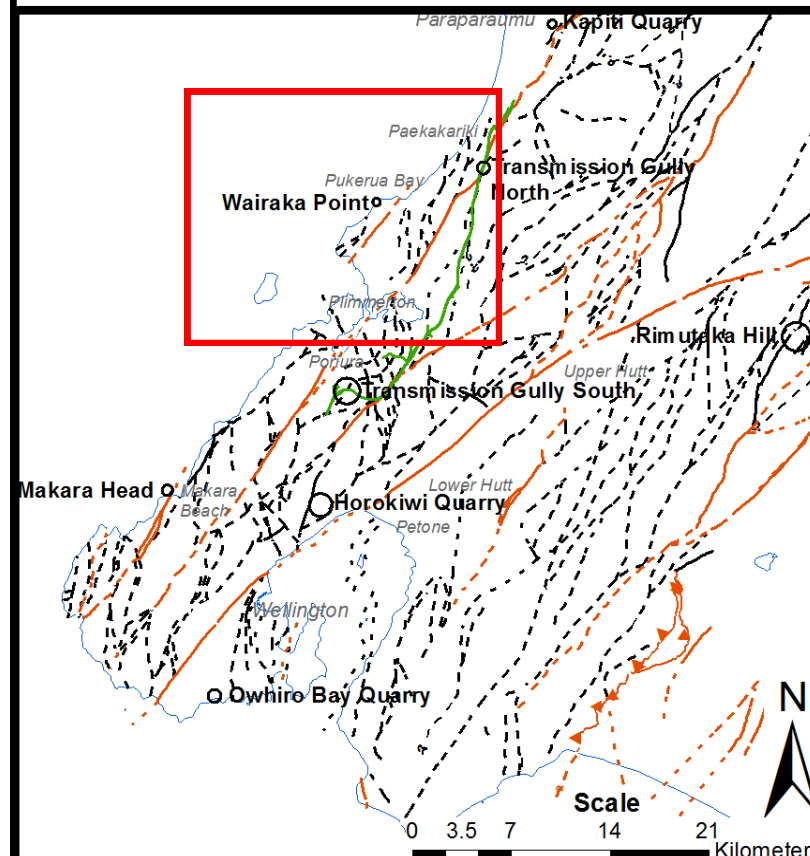 Paraparaumu
Kapiti Quarry
Paekakariki
Transmission Gully
North
Pukerua Bay
Wairaka Point
Plimmerton
Rimutaka Hill
Porirua
Upper Hutt
Transmission Gully South
Makara Head
Makara
Beach
Lower Hutt
Horokiwi Quarry
Petone
Wellington
Owhiro Bay Quarry
N
Scale
0 3.5 7 14 21
Kilometer